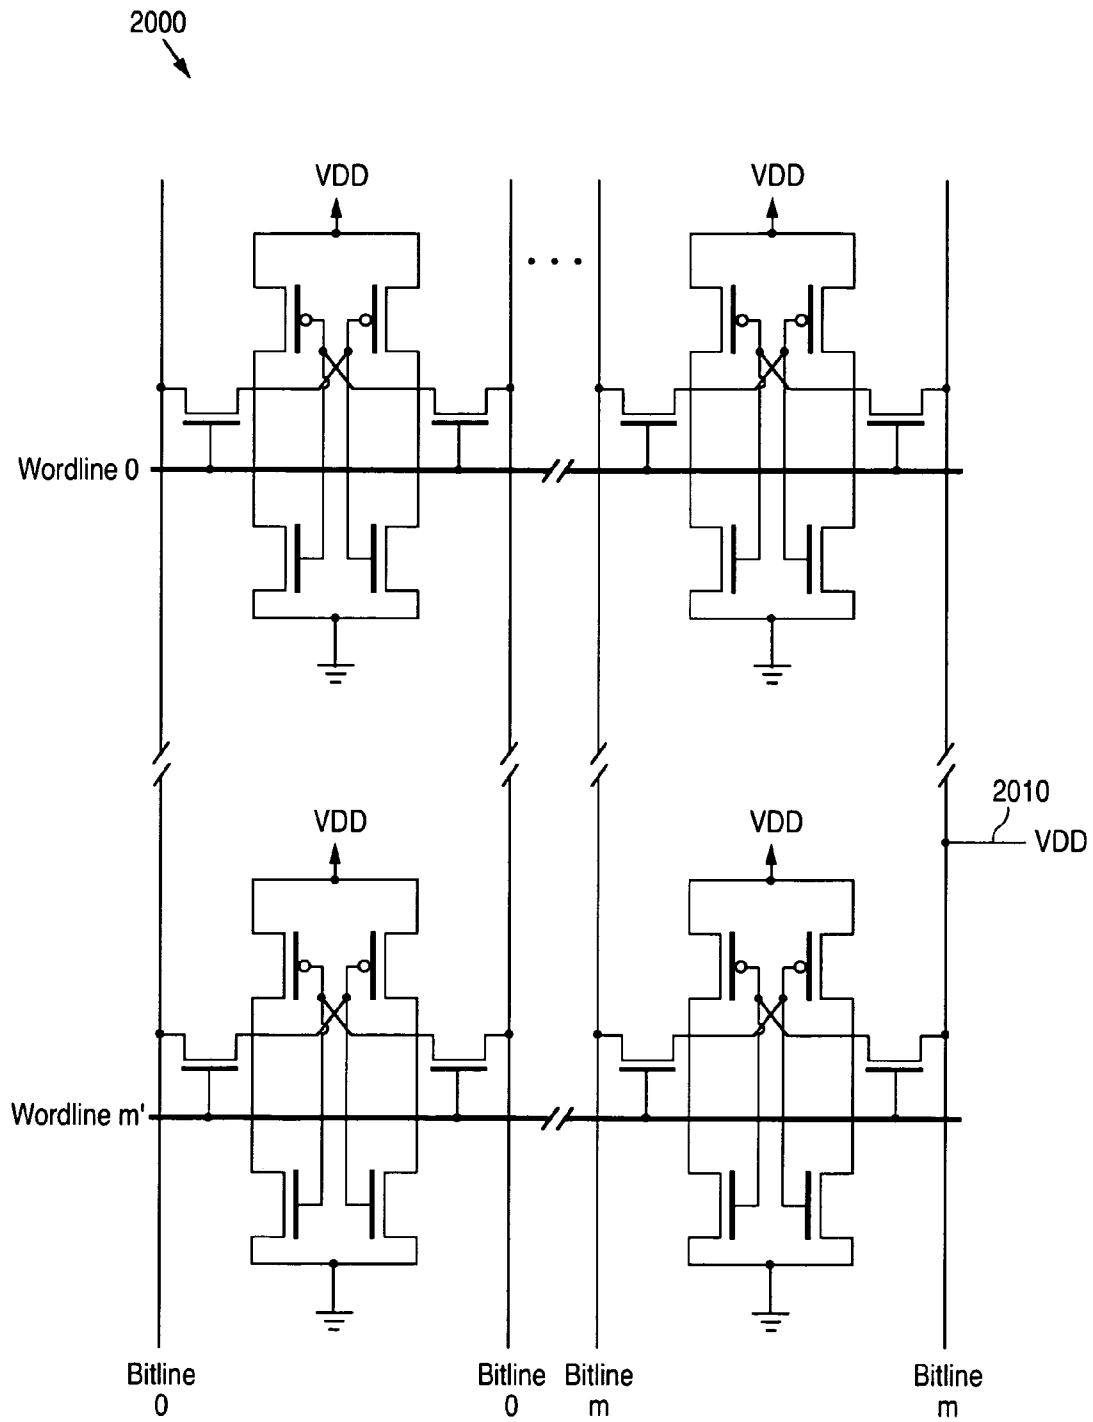 2000
VDD
VDD
. . .
Wordline 0
2010
VDD
VDD
VDD
Wordline m'
Bitline
0
Bitline
0
Bitline
m
Bitline
m